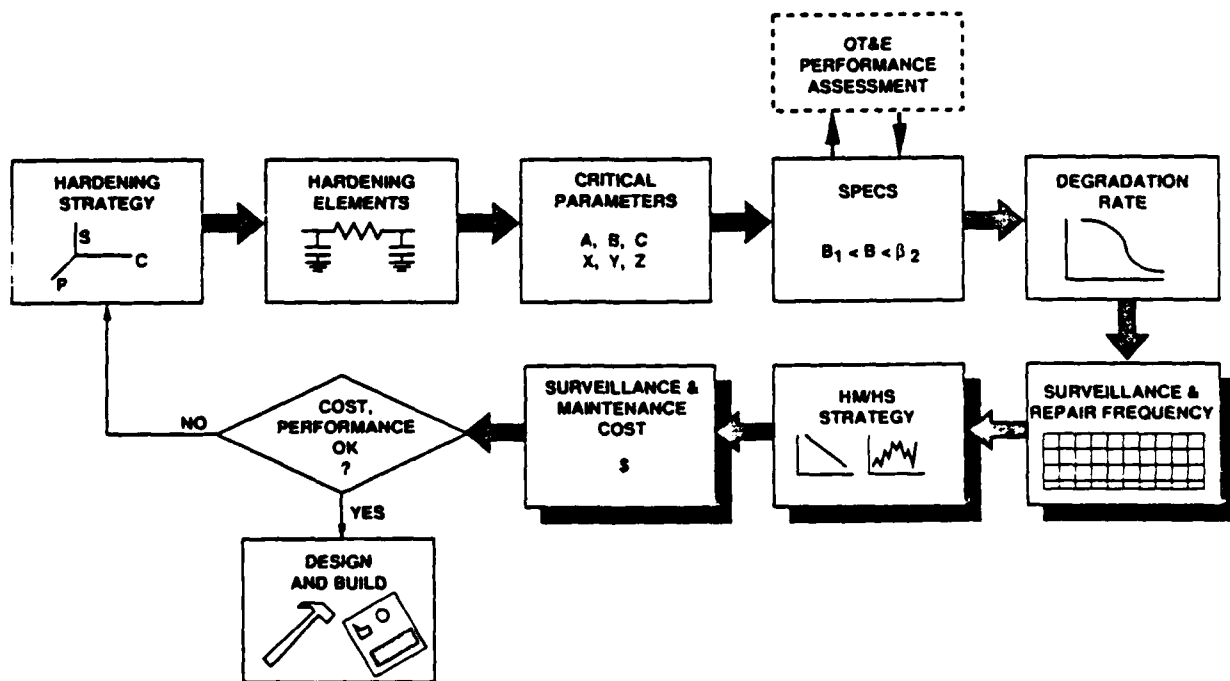 OT&E
PERFORMANCE
ASSESSMENT
HARDENING
STRATEGY
S
C
P
HARDENING
ELEMENTS
CRITICAL
PARAMETERS
A, B, C
X, Y, Z
SPECS
B₁ < B < β₂
DEGRADATION
RATE
SURVEILLANCE &
REPAIR FREQUENCY
HM/HS
STRATEGY
SURVEILLANCE &
MAINTENANCE
COST
$
COST,
PERFORMANCE
OK
?
NO
YES
DESIGN
AND BUILD